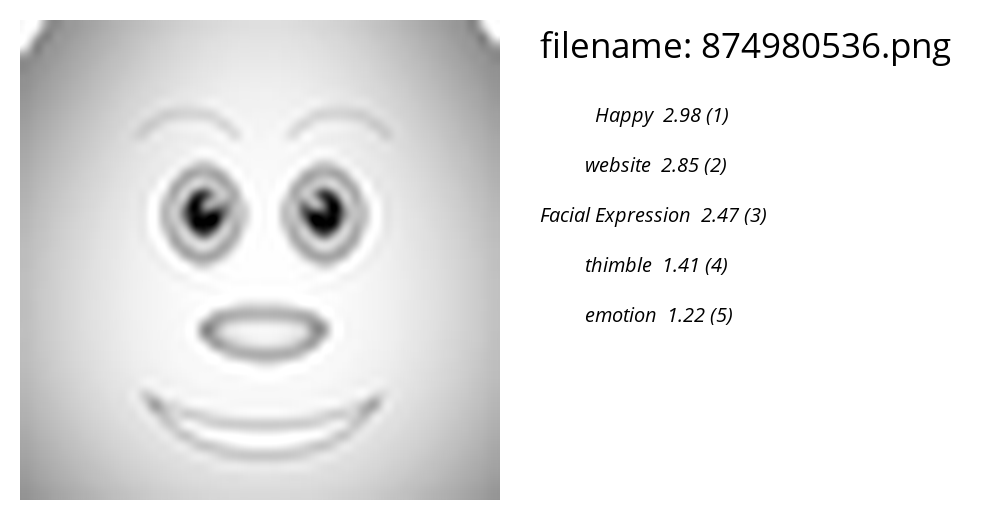 filename: 874980536.png
Happy 2.98 (1)
website 2.85 (2)
Facial Expression 2.47 (3)
thimble 1.41 (4)
emotion 1.22 (5)